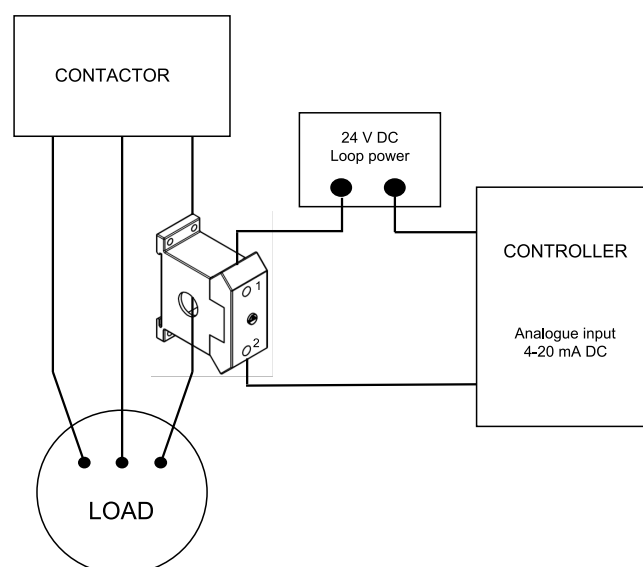 CONTACTOR
24 V DC
Loop power
CONTROLLER
Analogue input
4-20 mA DC
1
2
LOAD